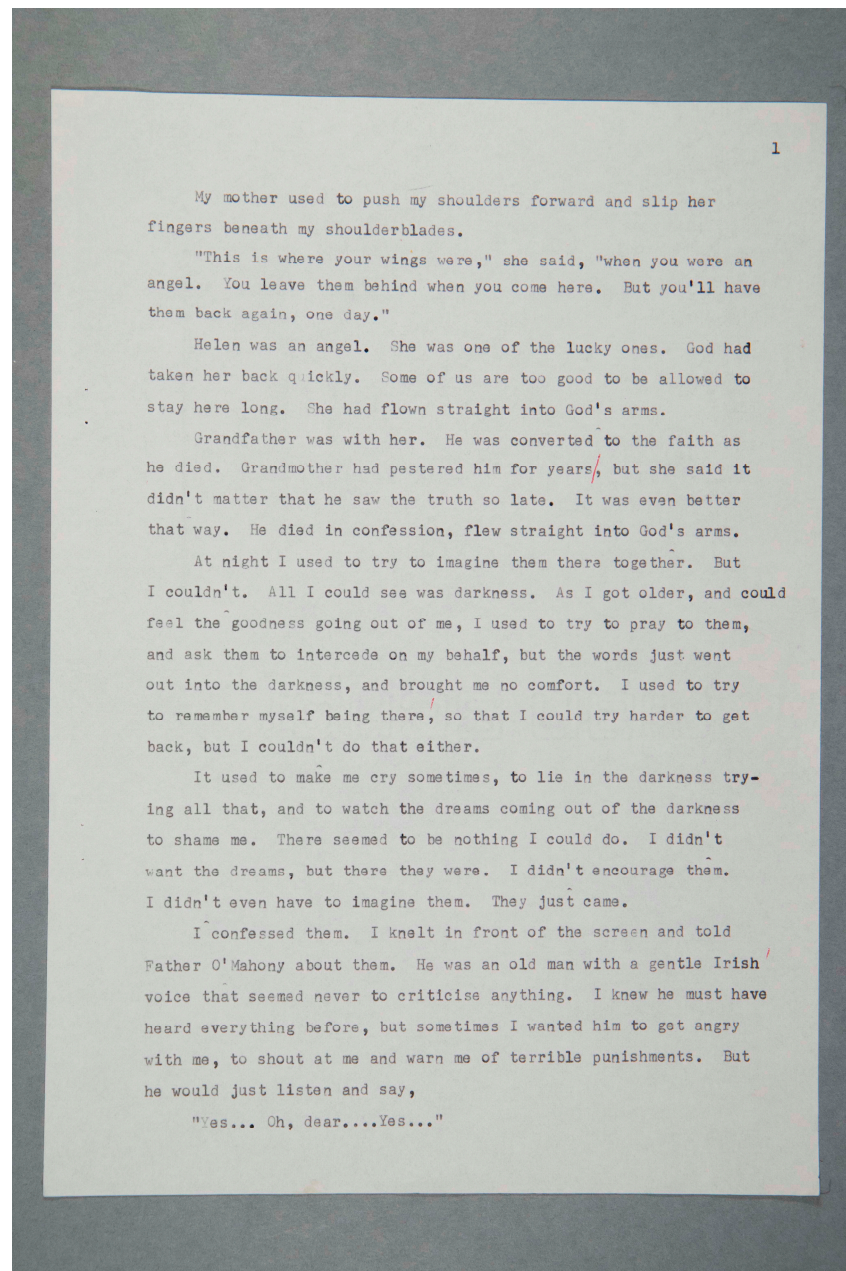 1
My mother used to push my shoulders forward and slip her
fingers beneath my shoulderblades.
"This is where your wings were," she said, "when you were an
angel.  You leave them behind when you come here.  But you'll have
them back again, one day."
Helen was an angel.  She was one of the lucky ones.  God had
taken her back quickly.  Some of us are too good to be allowed to
stay here long.  She had flown straight into God's arms.
Grandfather was with her.  He was converted to the faith as
he died.  Grandmother had pestered him for years, but she said it
didn't matter that he saw the truth so late.  It was even better
that way.  He died in confession, flew straight into God's arms.
At night I used to try to imagine them there together.  But
I couldn't.  All I could see was darkness.  As I got older, and could
feel the goodness going out of me, I used to try to pray to them,
and ask them to intercede on my behalf, but the words just went
out into the darkness, and brought me no comfort.  I used to try
to remember myself being there, so that I could try harder to get
back, but I couldn't do that either.
It used to make me cry sometimes, to lie in the darkness try-
ing all that, and to watch the dreams coming out of the darkness
to shame me.  There seemed to be nothing I could do.  I didn't
want the dreams, but there they were.  I didn't encourage them.
I didn't even have to imagine them.  They just came.
I confessed them.  I knelt in front of the screen and told
Father O'Mahony about them.  He was an old man with a gentle Irish
voice that seemed never to criticise anything.  I knew he must have
heard everything before, but sometimes I wanted him to get angry
with me, to shout at me and warn me of terrible punishments.  But
he would just listen and say,
"Yes... Oh, dear....Yes..."